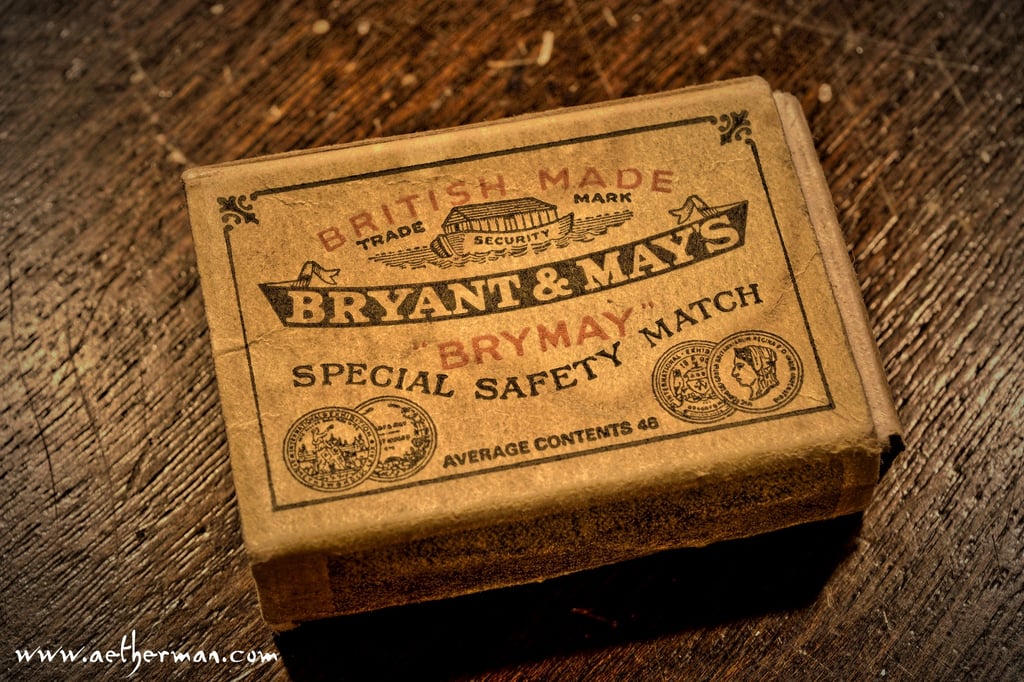 BRITISH MADE
TRADE MARK
SECURITY
BRYANT & MAY'S
"BRYMAY"
SPECIAL SAFETY MATCH
AVERAGE CONTENTS 48
www.aetherman.com